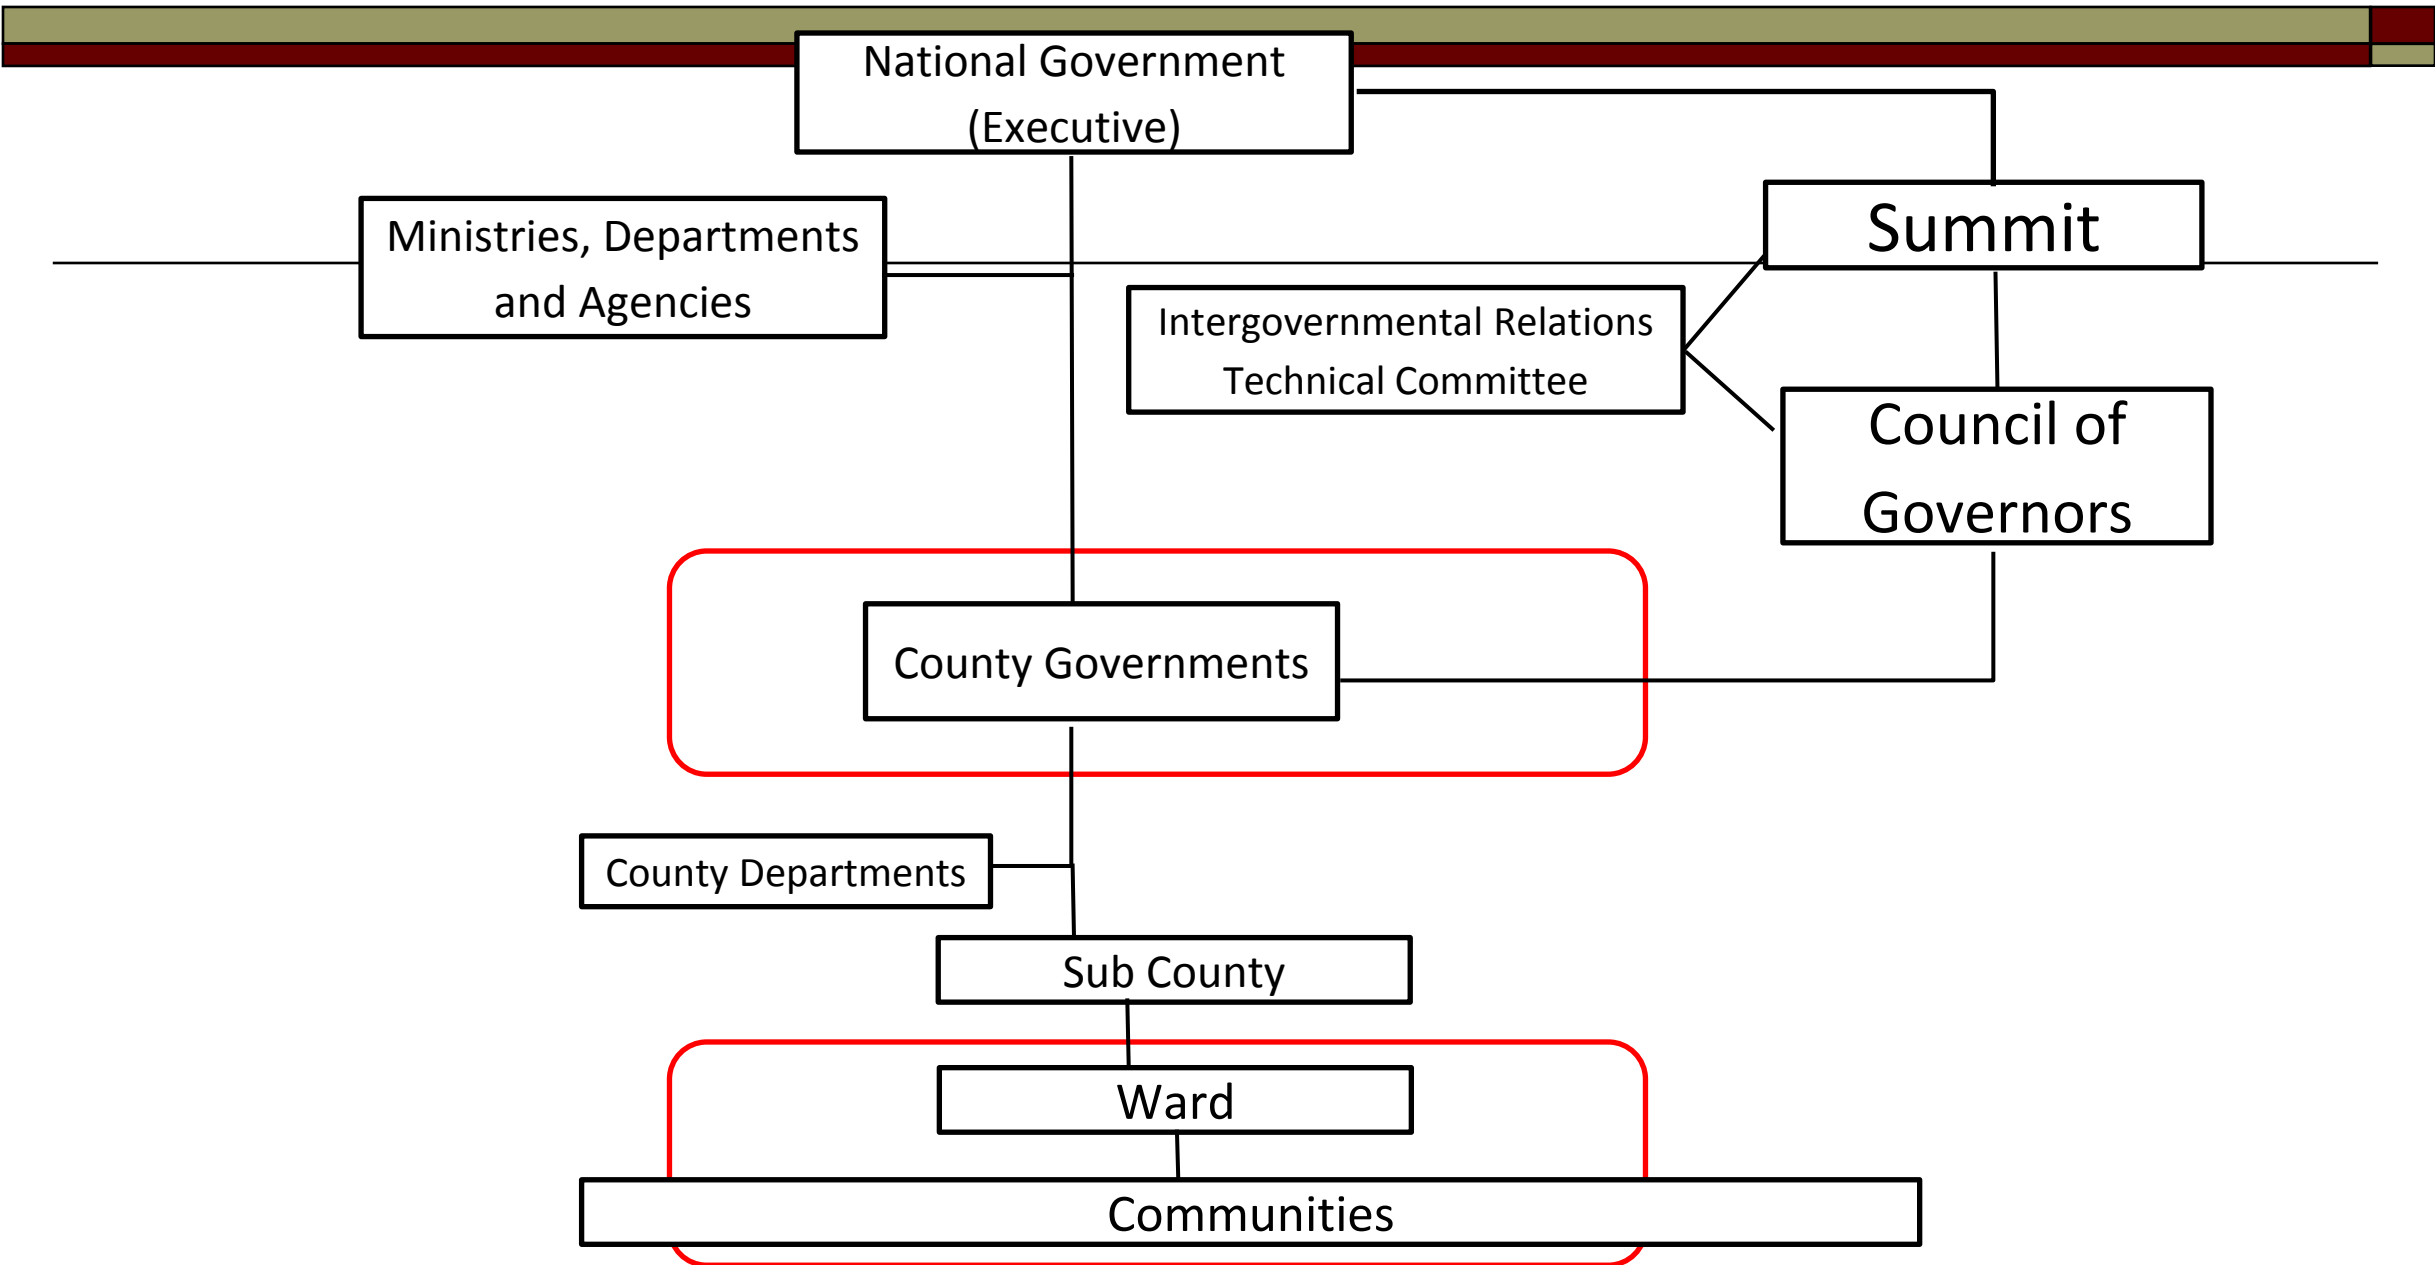 National Government
(Executive)
Ministries, Departments
and Agencies
Summit
Intergovernmental Relations
Technical Committee
Council of
Governors
County Governments
County Departments
Sub County
Ward
Communities